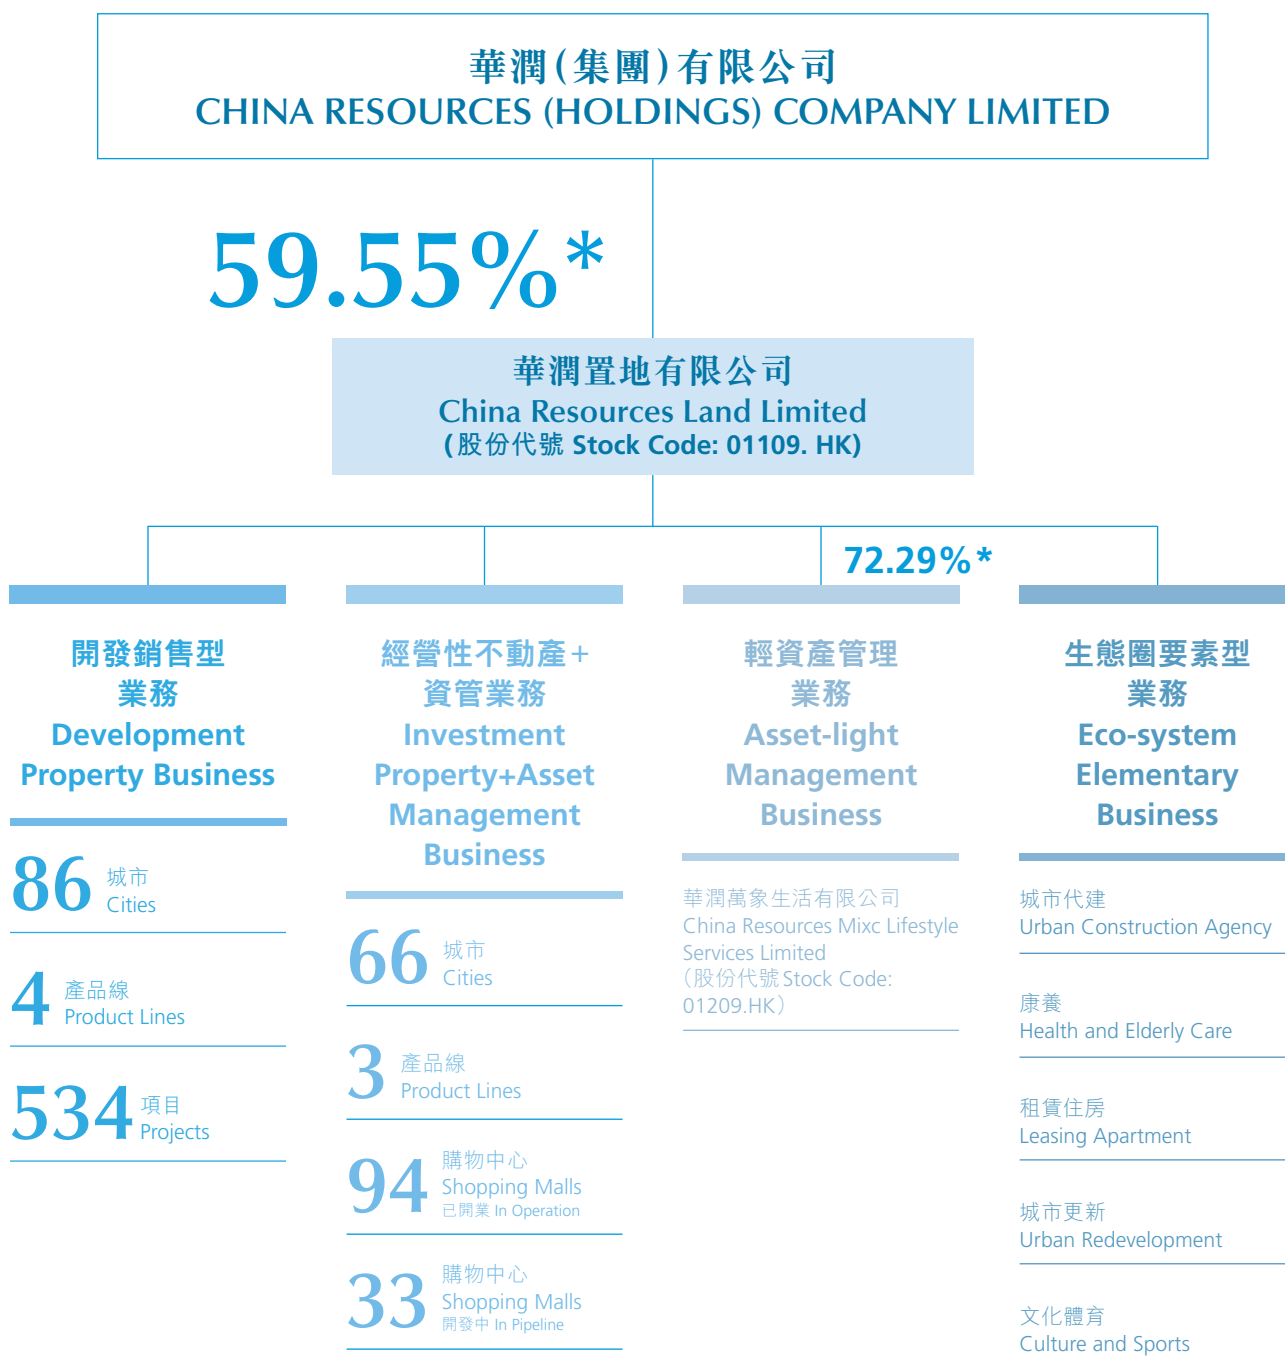 華潤(集團)有限公司
CHINA RESOURCES (HOLDINGS) COMPANY LIMITED
59.55%*
華潤置地有限公司
China Resources Land Limited
(股份代號 Stock Code: 01109. HK)
72.29%*
開發銷售型
業務
Development
Property Business
86 城市
Cities
4 產品線
Product Lines
534 項目
Projects
經營性不動產+
資管業務
Investment
Property+Asset
Management
Business
66 城市
Cities
3 產品線
Product Lines
94 購物中心
Shopping Malls
已開業 In Operation
33 購物中心
Shopping Malls
開發中 In Pipeline
輕資產管理
業務
Asset-light
Management
Business
華潤萬象生活有限公司
China Resources Mixc Lifestyle
Services Limited
(股份代號Stock Code:
01209.HK)
生態圈要素型
業務
Eco-system
Elementary
Business
城市代建
Urban Construction Agency
康養
Health and Elderly Care
租賃住房
Leasing Apartment
城市更新
Urban Redevelopment
文化體育
Culture and Sports